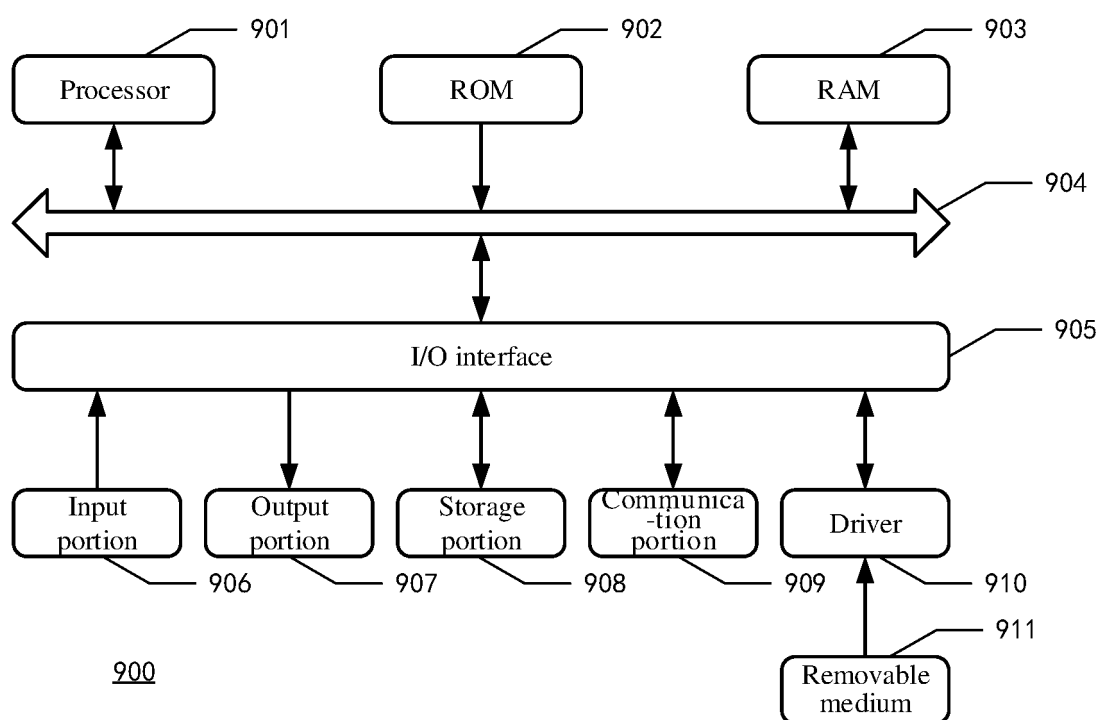 901
902
903
Processor
ROM
RAM
904
905
I/O interface
Input
portion
Output
portion
Storage
portion
Communica
-tion
portion
Driver
906
907
908
909
910
911
900
Removable
medium